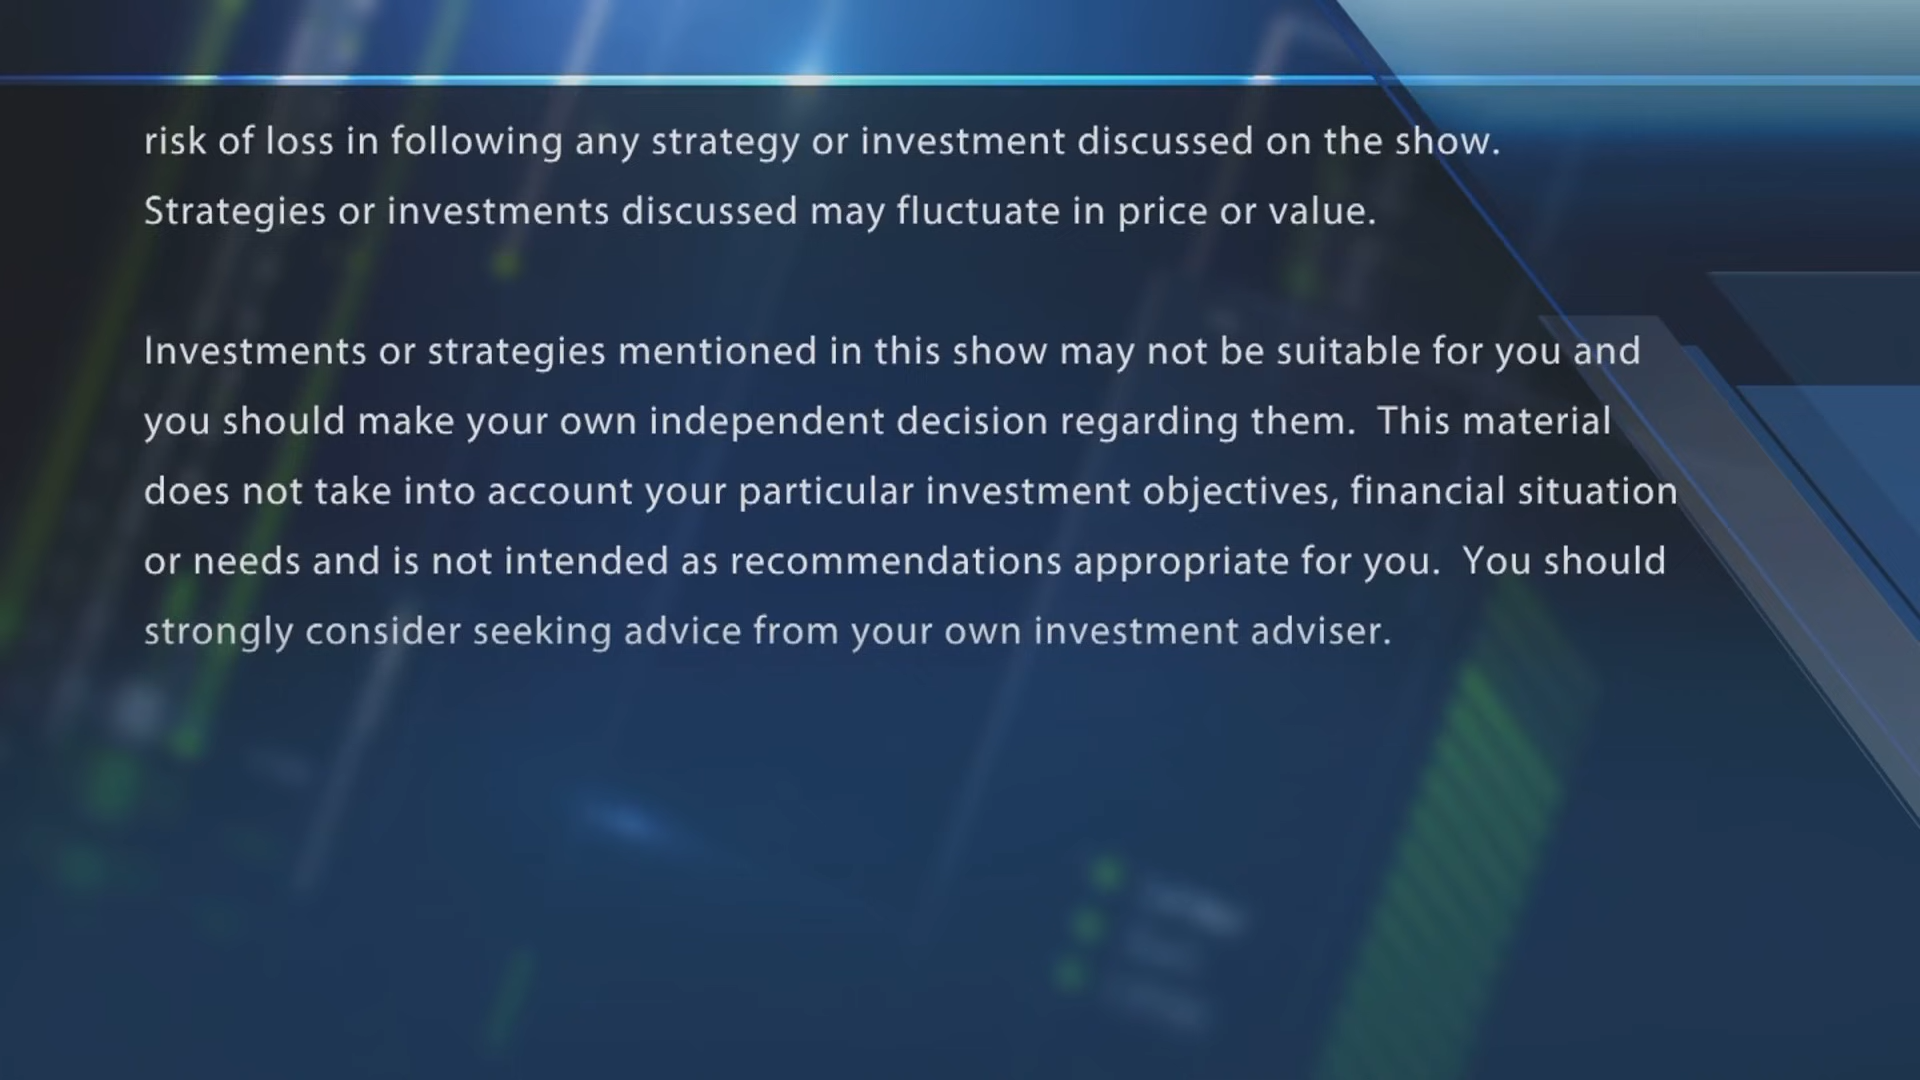 risk of loss in following any strategy or investment discussed on the show.
Strategies or investments discussed may fluctuate in price or value.
Investments or strategies mentioned in this show may not be suitable for you and
you should make your own independent decision regarding them.  This material
does not take into account your particular investment objectives, financial situation
or needs and is not intended as recommendations appropriate for you.  You should
strongly consider seeking advice from your own investment adviser.